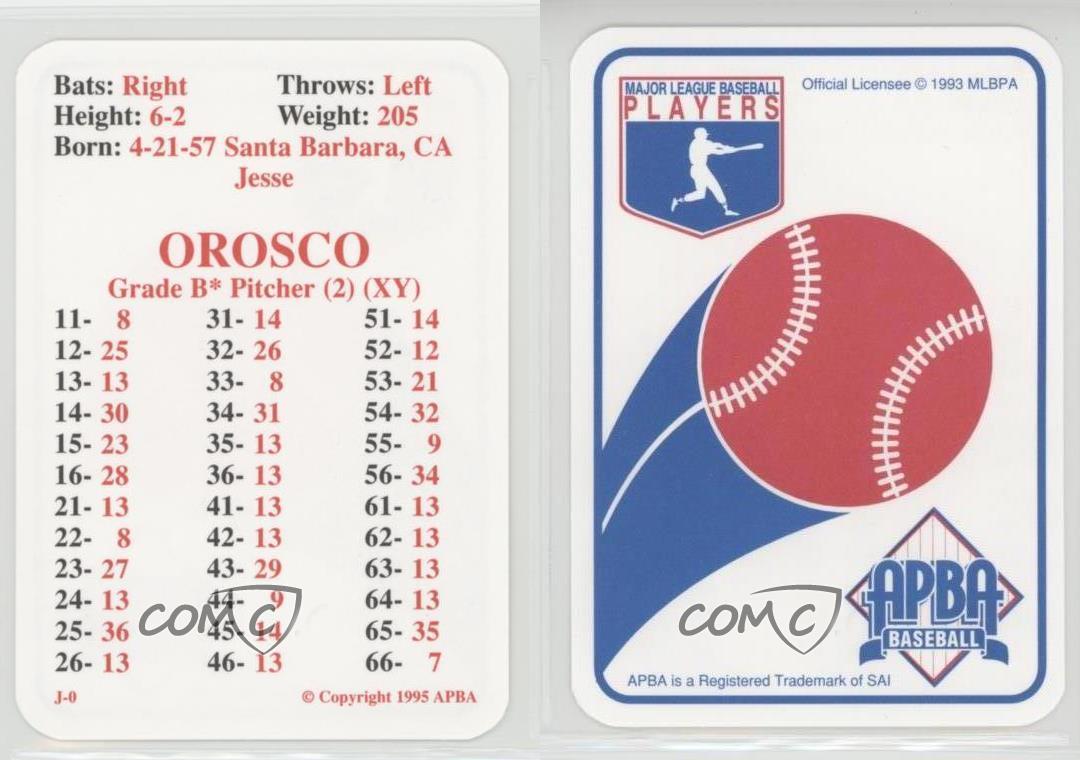 Bats: Right Throws: Left
Height: 6-2 Weight: 205
Born: 4-21-57 Santa Barbara, CA
Jesse
OROSCO
Grade B* Pitcher (2) (XY)
11- 8 31- 14 51- 14
12- 25 32- 26 52- 12
13- 13 33- 8 53- 21
14- 30 34- 31 54- 32
15- 23 35- 13 55- 9
16- 28 36- 13 56- 34
21- 13 41- 13 61- 13
22- 8 42- 13 62- 13
23- 27 43- 29 63- 13
24- 13 44- 9 64- 13
25- 36 45- 14 65- 35
26- 13 46- 13 66- 7
J-0 © Copyright 1995 APBA
COMC
MAJOR LEAGUE BASEBALL
PLAYERS
Official Licensee © 1993 MLBPA
APBA
BASEBALL
COMC
APBA is a Registered Trademark of SAI